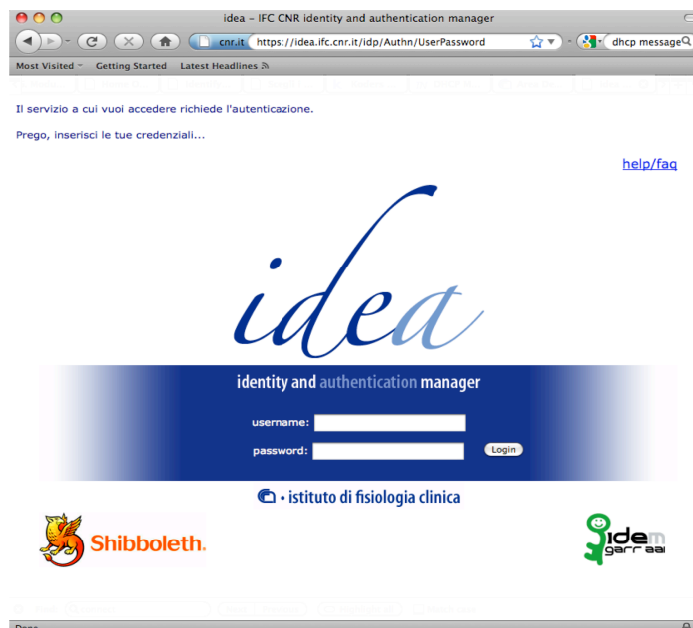 idea – IFC CNR identity and authentication manager
cnr.it https://idea.ifc.cnr.it/idp/Authn/UserPassword
dhcp message
Most Visited Getting Started Latest Headlines
Il servizio a cui vuoi accedere richiede l'autenticazione.
Prego, inserisci le tue credenziali...
help/faq
idea
identity and authentication manager
username:
password: Login
· istituto di fisiologia clinica
Shibboleth.
idem
garr aai
Done